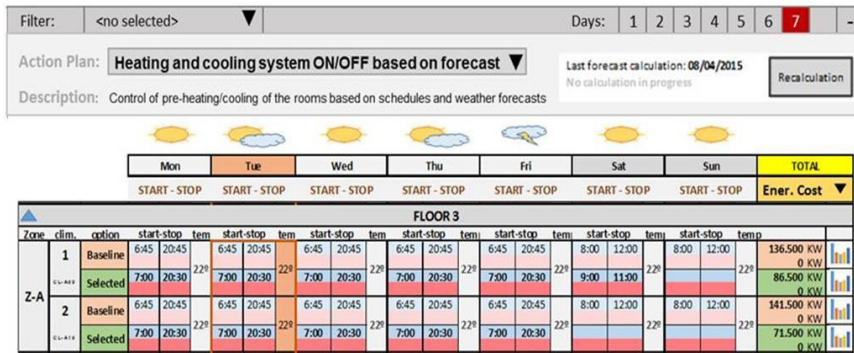 Filter: <no selected> ▼ Days: 1 2 3 4 5 6 7 -
Action Plan: Heating and cooling system ON/OFF based on forecast ▼
Last forecast calculation: 08/04/2015
No calculation in progress
Recalculation
Description: Control of pre-heating/cooling of the rooms based on schedules and weather forecasts
Mon Tue Wed Thu Fri Sat Sun TOTAL
START - STOP START - STOP START - STOP START - STOP START - STOP START - STOP START - STOP Ener. Cost ▼
FLOOR 3
Zone clim. option start-stop tem start-stop tem start-stop tem start-stop tem start-stop tem start-stop tem start-stop temp
Z-A
1 Baseline 6:45 20:45 6:45 20:45 6:45 20:45 6:45 20:45 6:45 20:45 8:00 12:00 8:00 12:00 136.500 KW
0 KW
22º 22º 22º 22º 22º 22º 22º
Selected 7:00 20:30 7:00 20:30 7:00 20:30 7:00 20:30 7:00 20:30 9:00 11:00 86.500 KW
0 KW
2 Baseline 6:45 20:45 6:45 20:45 6:45 20:45 6:45 20:45 6:45 20:45 8:00 12:00 8:00 12:00 141.500 KW
0 KW
22º 22º 22º 22º 22º 22º 22º
Selected 7:00 20:30 7:00 20:30 7:00 20:30 7:00 20:30 7:00 20:30 71.500 KW
0 KW